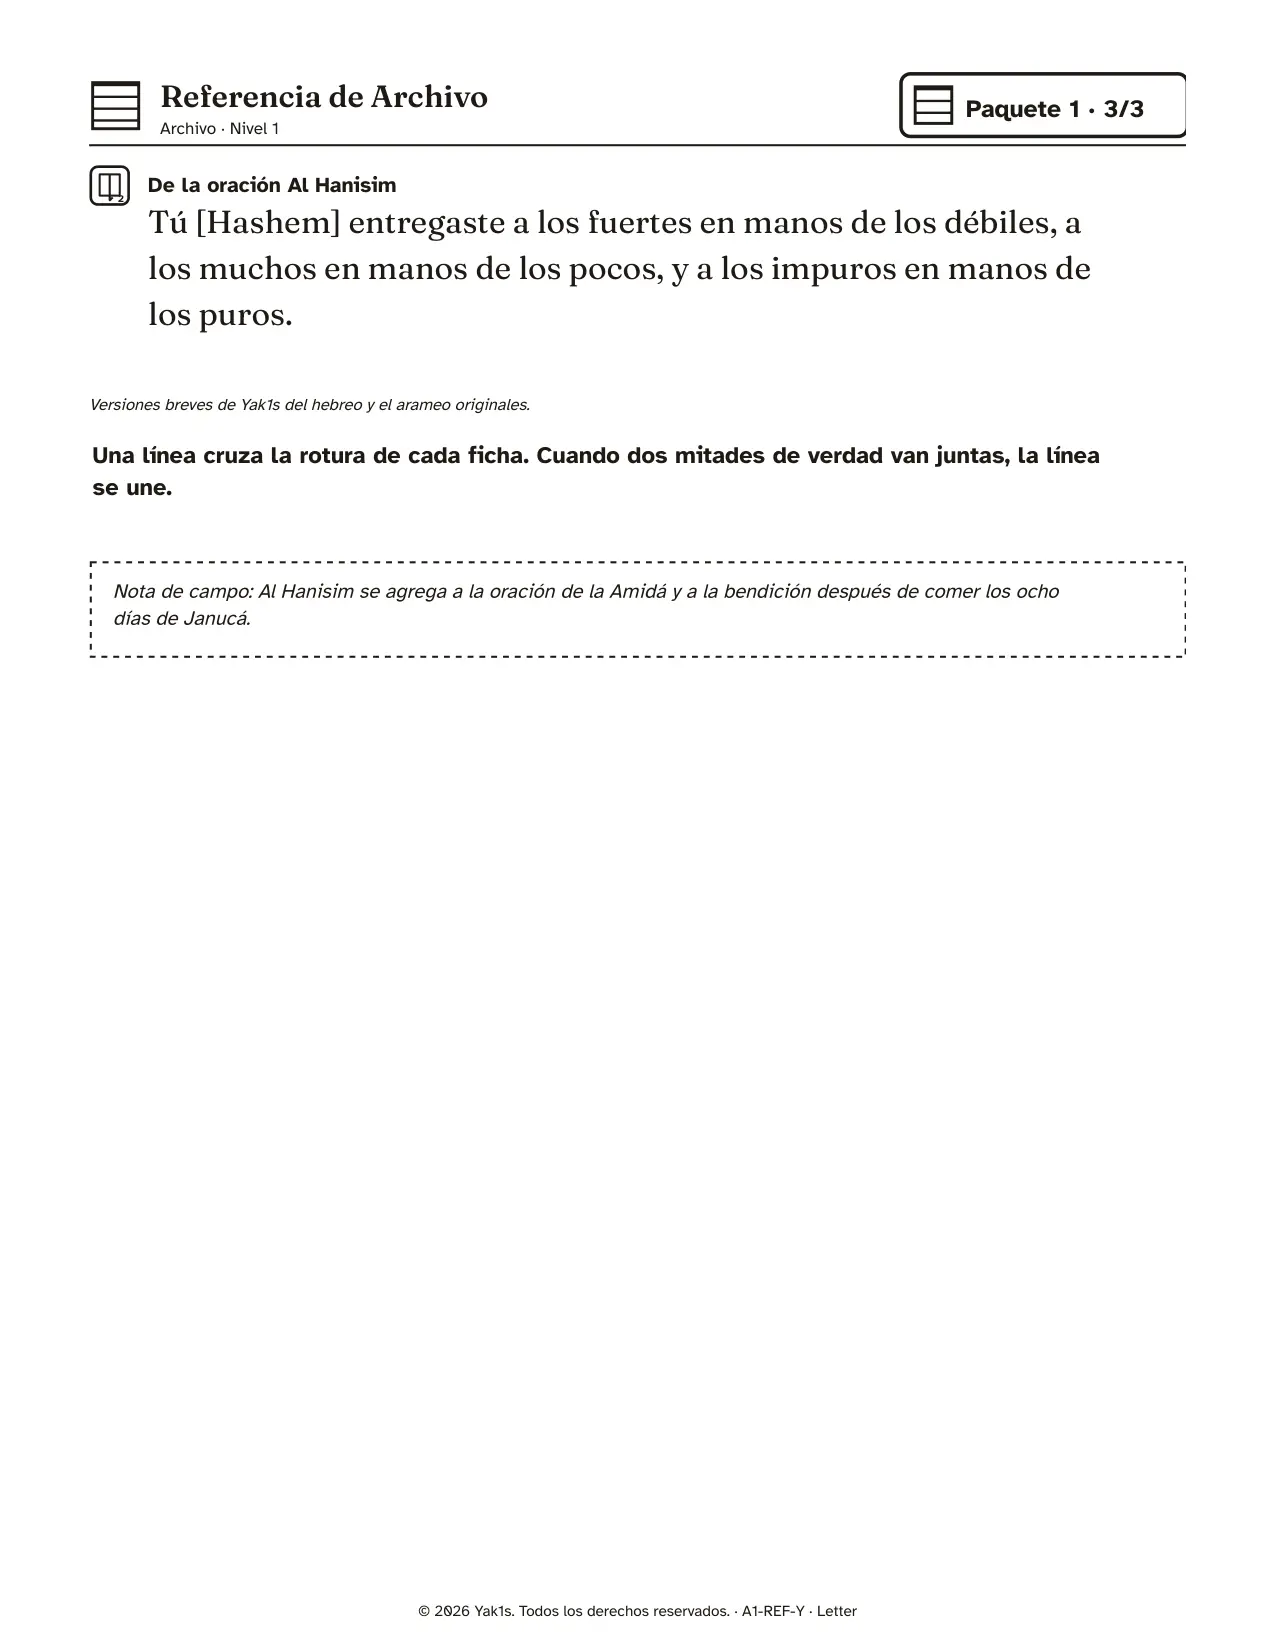 Referencia de Archivo
Archivo · Nivel 1
Paquete 1 · 3/3
2
De la oración Al Hanisim
Tú [Hashem] entregaste a los fuertes en manos de los débiles, a
los muchos en manos de los pocos, y a los impuros en manos de
los puros.
Versiones breves de Yak1s del hebreo y el arameo originales.
Una línea cruza la rotura de cada ficha. Cuando dos mitades de verdad van juntas, la línea
se une.
Nota de campo: Al Hanisim se agrega a la oración de la Amidá y a la bendición después de comer los ocho
días de Janucá.
© 2026 Yak1s. Todos los derechos reservados. · A1-REF-Y · Letter